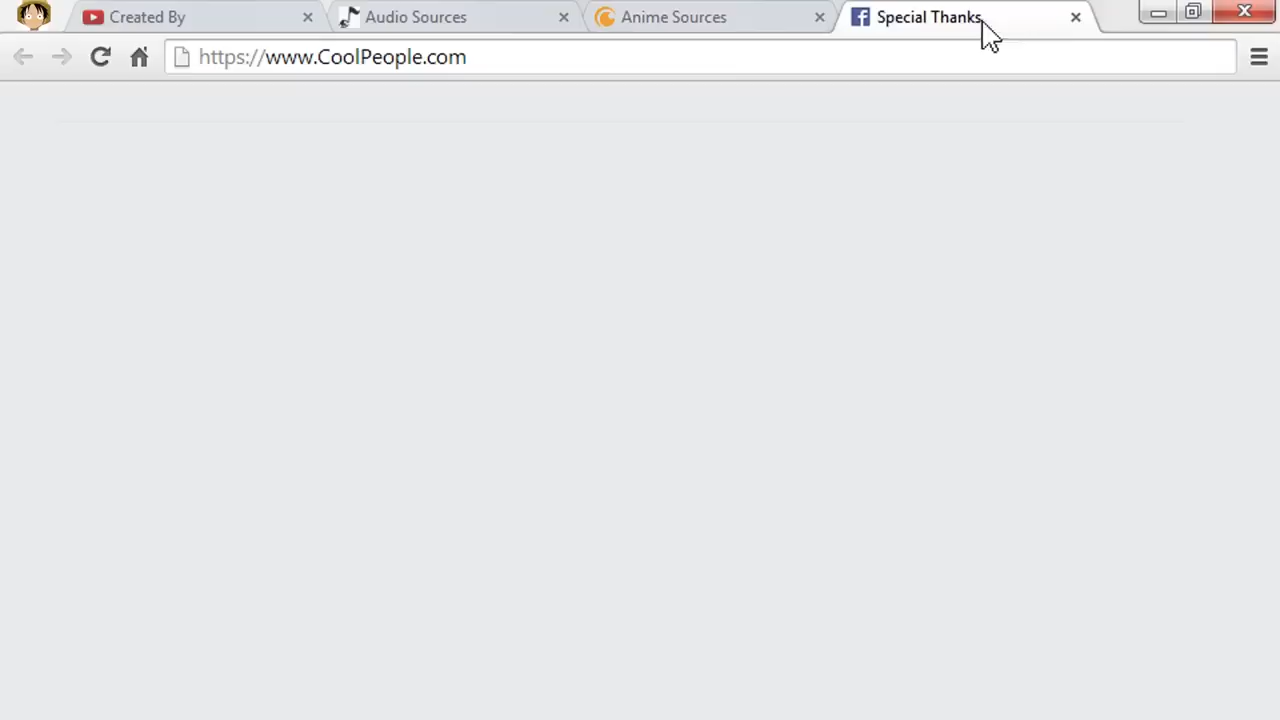 Created By
Audio Sources
Anime Sources
Special Thanks
https://www.CoolPeople.com